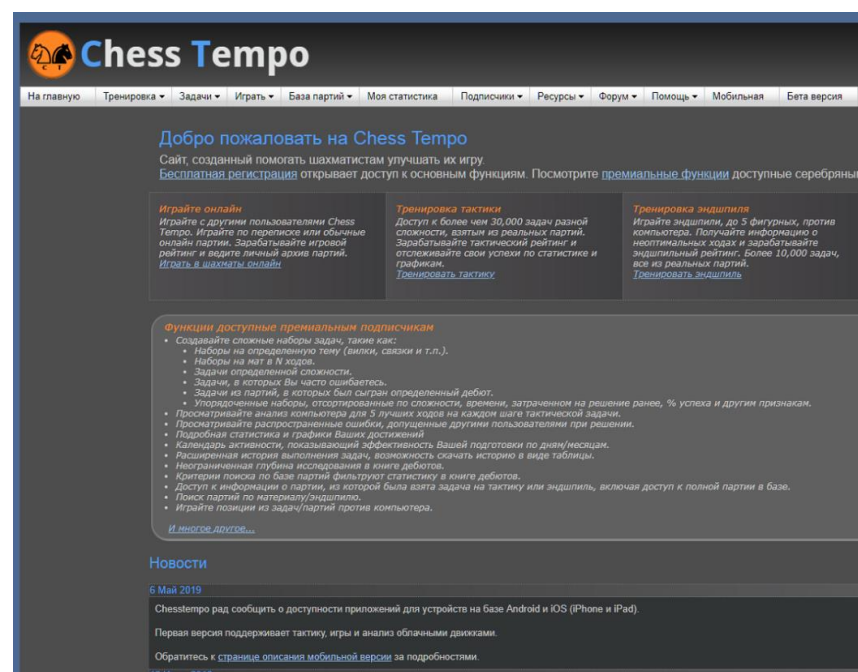 Chess Tempo
На главную Тренировка Задачи Играть База партий Моя статистика Подписчики Ресурсы Форум Помощь Мобильная Бета версия
Добро пожаловать на Chess Tempo
Сайт, созданный помогать шахматистам улучшать их игру.
Бесплатная регистрация открывает доступ к основным функциям. Посмотрите премиальные функции доступные серебряны
Играйте онлайн
Играйте с другими пользователями Chess
Tempo. Играйте по переписке или обычные
онлайн партии. Зарабатывайте игровой
рейтинг и ведите личный архив партий.
Играть в шахматы онлайн
Тренировка тактики
Доступ к более чем 30,000 задач разной
сложности, взятым из реальных партий.
Зарабатывайте тактический рейтинг и
отслеживайте свои успехи по статистике и
графикам.
Тренировать тактику
Тренировка эндшпиля
Играйте эндшпили, до 5 фигурных, против
компьютера. Получайте информацию о
неоптимальных ходах и зарабатывайте
эндшпильный рейтинг. Более 10,000 задач,
все из реальных партий.
Тренировать эндшпиль
Функции доступные премиальным подписчикам
• Создавайте сложные наборы задач, такие как:
• Наборы на определенную тему (вилки, связки и т.п.).
• Наборы на мат в N ходов.
• Задачи определенной сложности.
• Задачи, в которых Вы часто ошибаетесь.
• Задачи из партий, в которых был сыгран определенный дебют.
• Упорядоченные наборы, отсортированные по сложности, времени, затраченном на решение ранее, % успеха и другим признакам.
• Просматривайте анализ компьютера для 5 лучших ходов на каждом шаге тактической задачи.
• Просматривайте распространенные ошибки, допущенные другими пользователями при решении.
• Подробная статистика и графики Ваших достижений
• Календарь активности, показывающий эффективность Вашей подготовки по дням/месяцам.
• Расширенная история выполнения задач, возможность скачать историю в виде таблицы.
• Неограниченная глубина исследования в книге дебютов.
• Критерии поиска по базе партий фильтруют статистику в книге дебютов.
• Доступ к информации о партии, из которой была взята задача на тактику или эндшпиль, включая доступ к полной партии в базе.
• Поиск партий по материалу/эндшпилю.
• Играйте позиции из задач/партий против компьютера.
И многое другое...
Новости
6 Май 2019
Chesstempo рад сообщить о доступности приложений для устройств на базе Android и iOS (iPhone и iPad).
Первая версия поддерживает тактику, игры и анализ облачными движками.
Обратитесь к странице описания мобильной версии за подробностями.